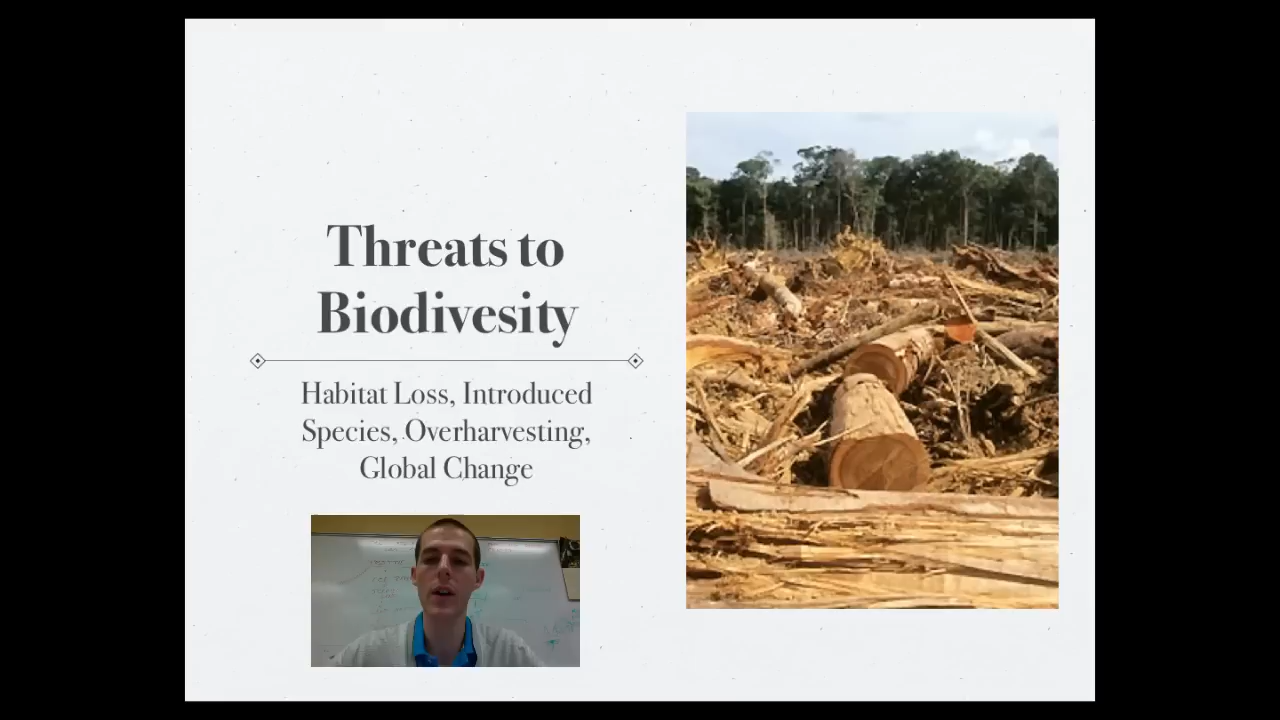 Threats to
Biodivesity
Habitat Loss, Introduced
Species, Overharvesting,
Global Change